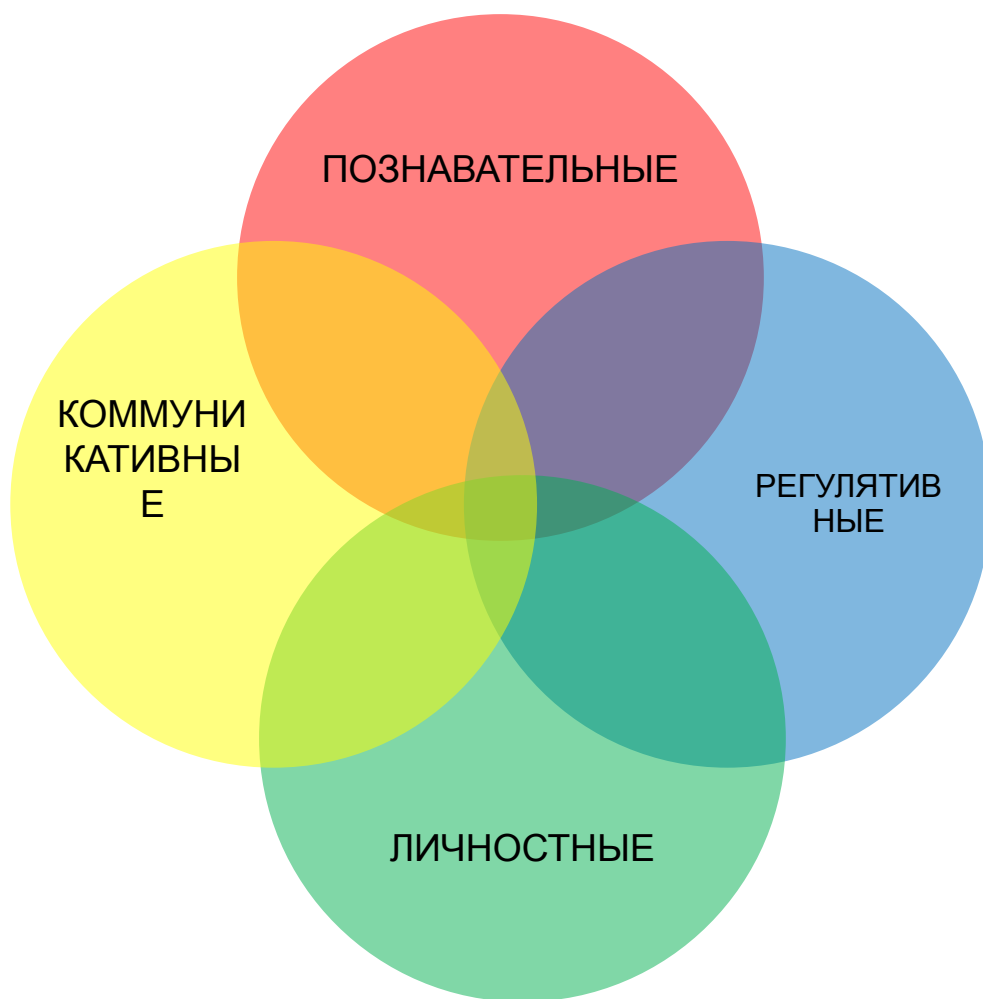 ПОЗНАВАТЕЛЬНЫЕ
КОММУНИ
КАТИВНЫ
Е
РЕГУЛЯТИВ
НЫЕ
ЛИЧНОСТНЫЕ